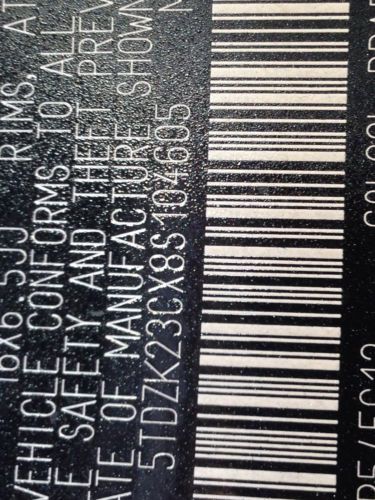 16X6.5JJ RIMS, AT
VEHICLE CONFORMS TO ALL
E SAFETY AND THEFT PREV
ATE OF MANUFACTURE SHOWN
5TDZK23CX8S104605